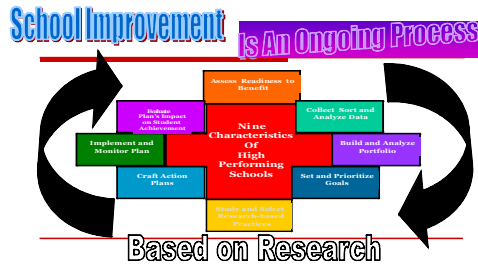 School Improvement
Is An Ongoing Process
Assess Readiness to
Benefit
Collect Sort and
Analyze Data
Build and Analyze
Portfolio
Set and Prioritize
Goals
Study and Select
Research-based
Practices
Craft Action
Plans
Implement and
Monitor Plan
Evaluate
Plan's Impact
on Student
Achievement
Nine
Characteristics
Of
High
Performing
Schools
Based on Research